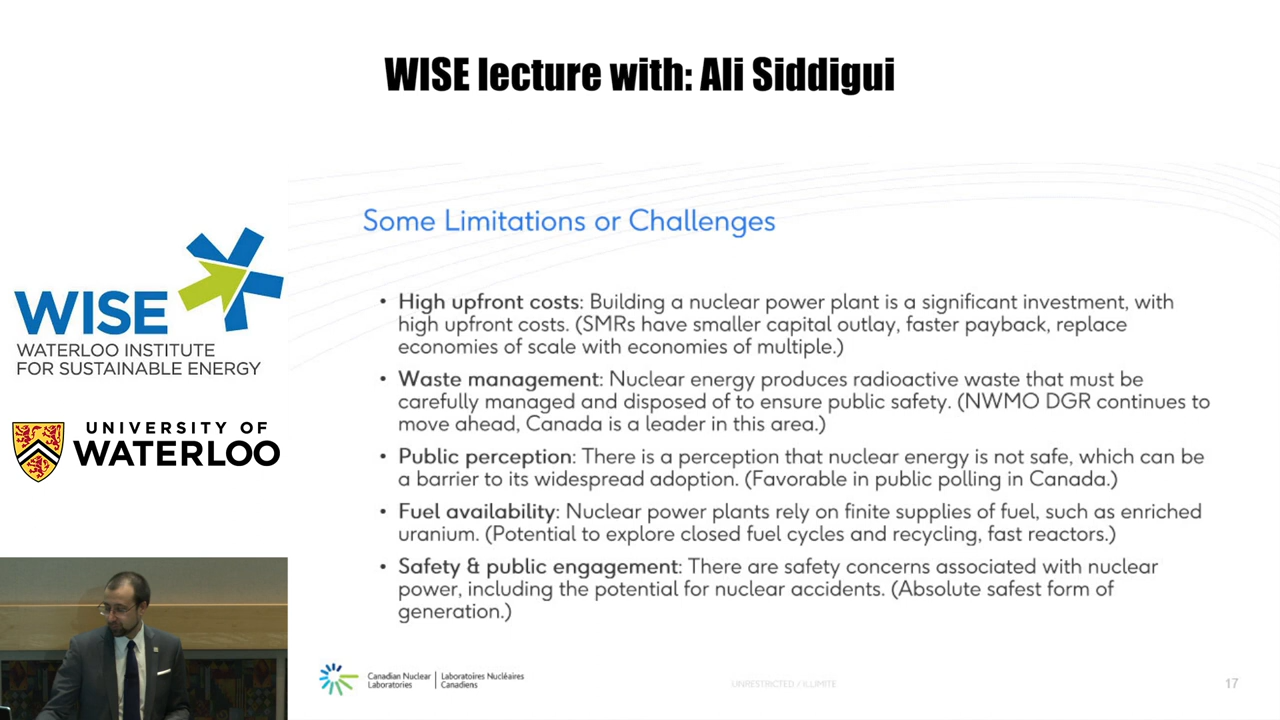 WISE lecture with: Ali Siddigui
Some Limitations or Challenges
• High upfront costs: Building a nuclear power plant is a significant investment, with
high upfront costs. (SMRs have smaller capital outlay, faster payback, replace
economies of scale with economies of multiple.)
• Waste management: Nuclear energy produces radioactive waste that must be
carefully managed and disposed of to ensure public safety. (NWMO DGR continues to
move ahead, Canada is a leader in this area.)
• Public perception: There is a perception that nuclear energy is not safe, which can be
a barrier to its widespread adoption. (Favorable in public polling in Canada.)
• Fuel availability: Nuclear power plants rely on finite supplies of fuel, such as enriched
uranium. (Potential to explore closed fuel cycles and recycling, fast reactors.)
• Safety & public engagement: There are safety concerns associated with nuclear
power, including the potential for nuclear accidents. (Absolute safest form of
generation.)
WISE
WATERLOO INSTITUTE
FOR SUSTAINABLE ENERGY
UNIVERSITY OF
WATERLOO
Canadian Nuclear
Laboratories
Laboratoires Nucléaires
Canadiens
UNRESTRICTED / ILLIMITÉ
17